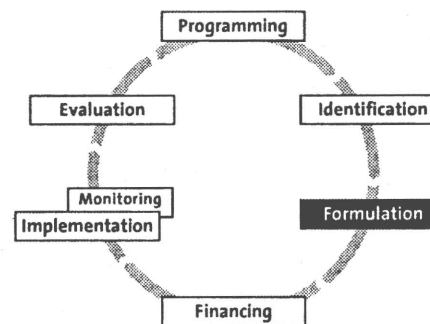 Programming
Evaluation
Identification
Monitoring
Formulation
Implementation
Financing